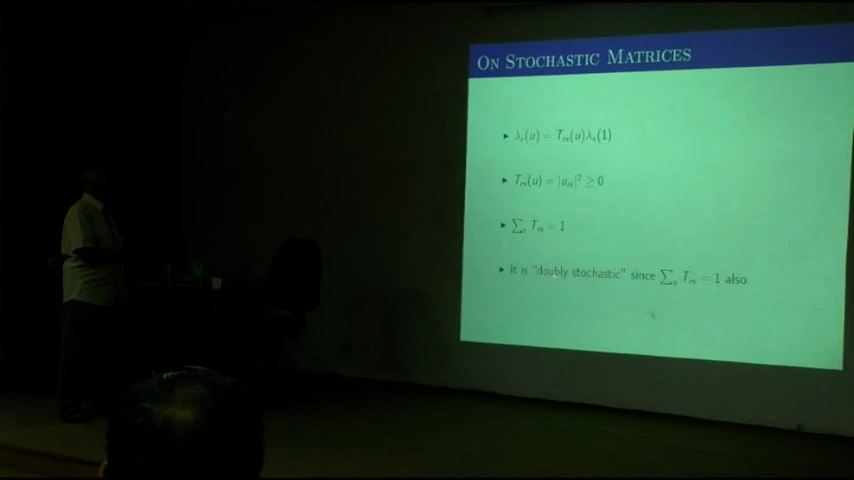 ON STOCHASTIC MATRICES
► λᵣ(u) = Tᵣₛ(u)λₛ(1)
► Tᵣₛ(u) = |uᵣₛ|² ≥ 0
► ∑ᵣ Tᵣₛ = 1
► It is "doubly stochastic" since ∑ₛ Tᵣₛ = 1 also.